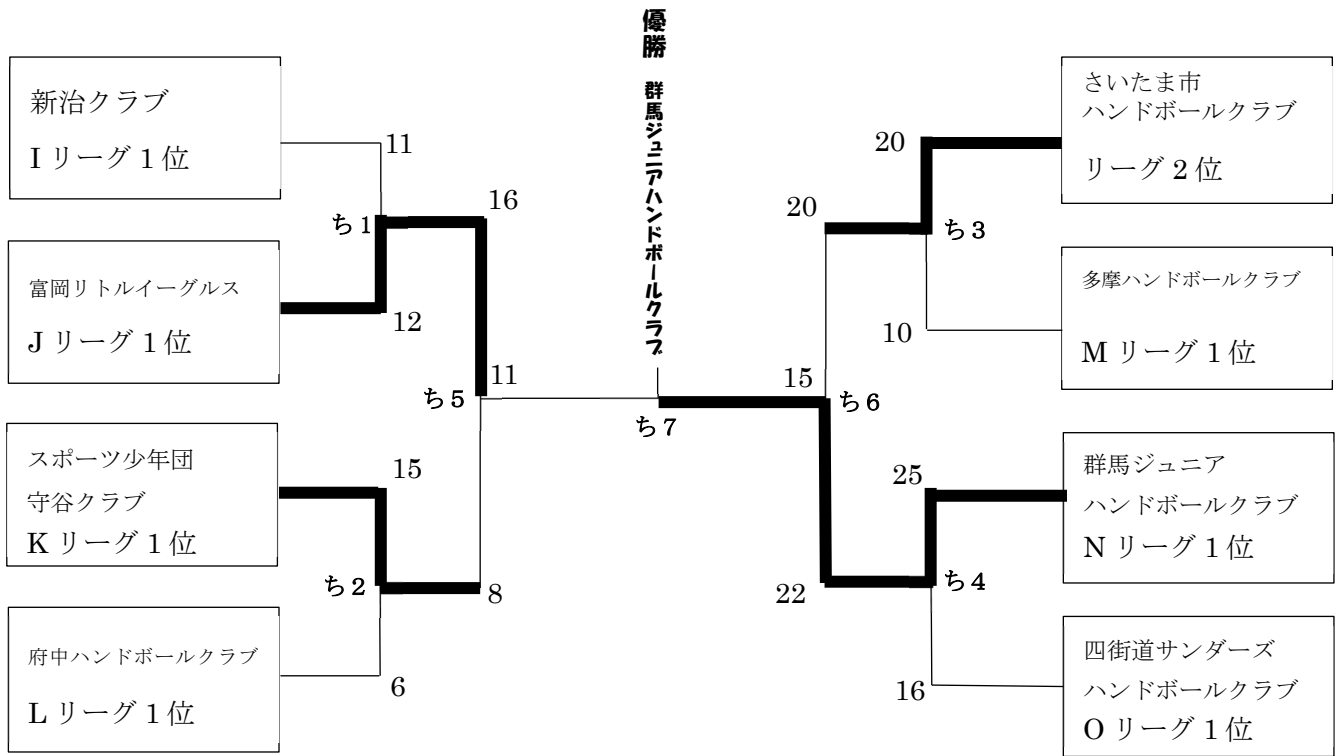 優勝 群馬ジュニアハンドボールクラブ
新治クラブ
I リーグ 1 位
富岡リトルイーグルス
J リーグ 1 位
スポーツ少年団
守谷クラブ
K リーグ 1 位
府中ハンドボールクラブ
L リーグ 1 位
11
ち 1
16
12
ち 5
11
15
ち 2
8
6
ち 7
20
20
ち 3
10
15
ち 6
25
22
ち 4
16
さいたま市
ハンドボールクラブ
リーグ 2 位
多摩ハンドボールクラブ
M リーグ 1 位
群馬ジュニア
ハンドボールクラブ
N リーグ 1 位
四街道サンダーズ
ハンドボールクラブ
O リーグ 1 位